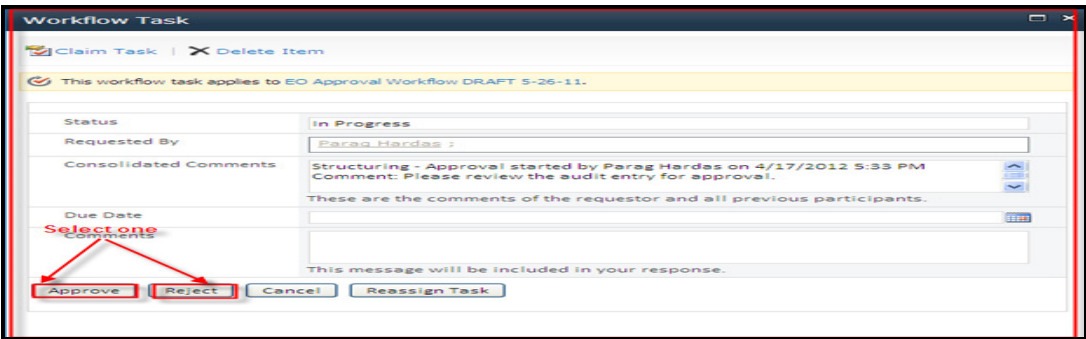 Workflow Task
Claim Task | Delete Item
This workflow task applies to EO Approval Workflow DRAFT 5-26-11.
Status In Progress
Requested By Parag Hardas ;
Consolidated Comments Structuring - Approval started by Parag Hardas on 4/17/2012 5:33 PM
Comment: Please review the audit entry for approval.
These are the comments of the requestor and all previous participants.
Due Date
Select one
Comments
This message will be included in your response.
Approve Reject Cancel Reassign Task